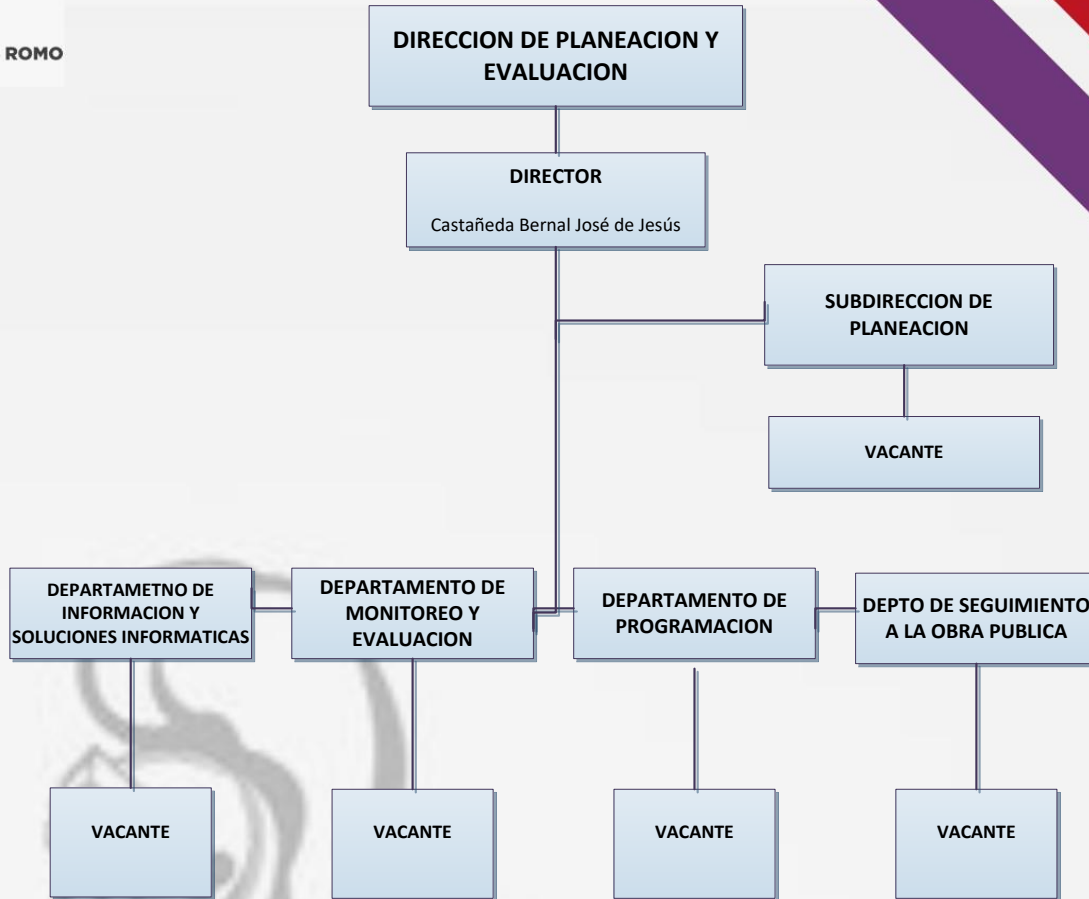 ROMO
DIRECCION DE PLANEACION Y
EVALUACION
DIRECTOR
Castañeda Bernal José de Jesús
SUBDIRECCION DE
PLANEACION
VACANTE
DEPARTAMETNO DE
INFORMACION Y
SOLUCIONES INFORMATICAS
DEPARTAMENTO DE
MONITOREO Y
EVALUACION
DEPARTAMENTO DE
PROGRAMACION
DEPTO DE SEGUIMIENTO
A LA OBRA PUBLICA
VACANTE
VACANTE
VACANTE
VACANTE